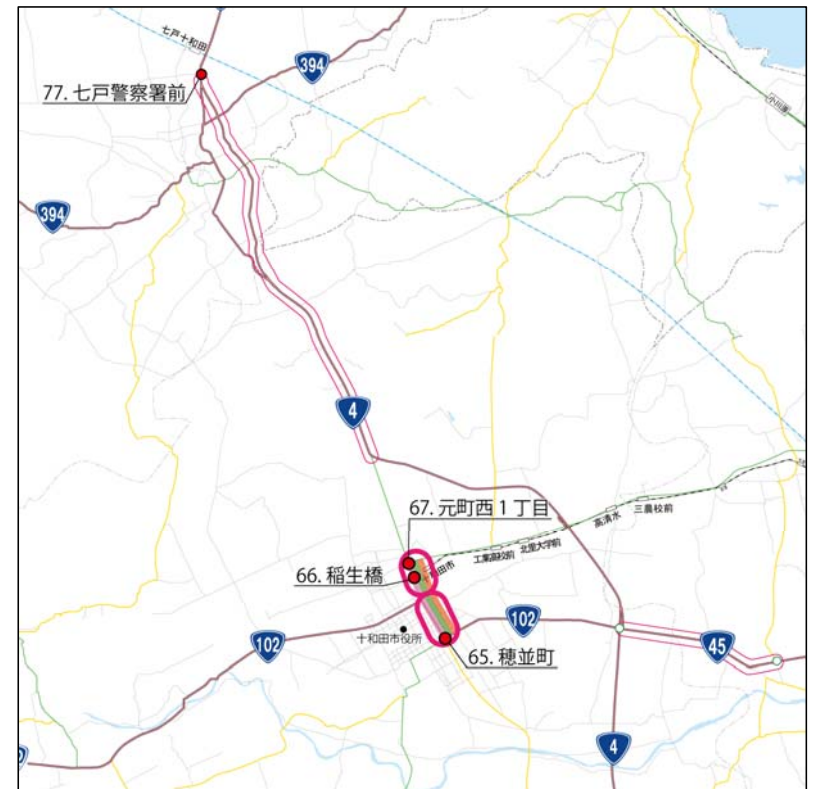 七戸十和田
394
77. 七戸警察署前
小川原
394
4
67. 元町西1丁目
三農校前
高清水
北里大学前
工業高校前
十和田市
66. 稲生橋
102
102
十和田市役所
45
65. 穂並町
4